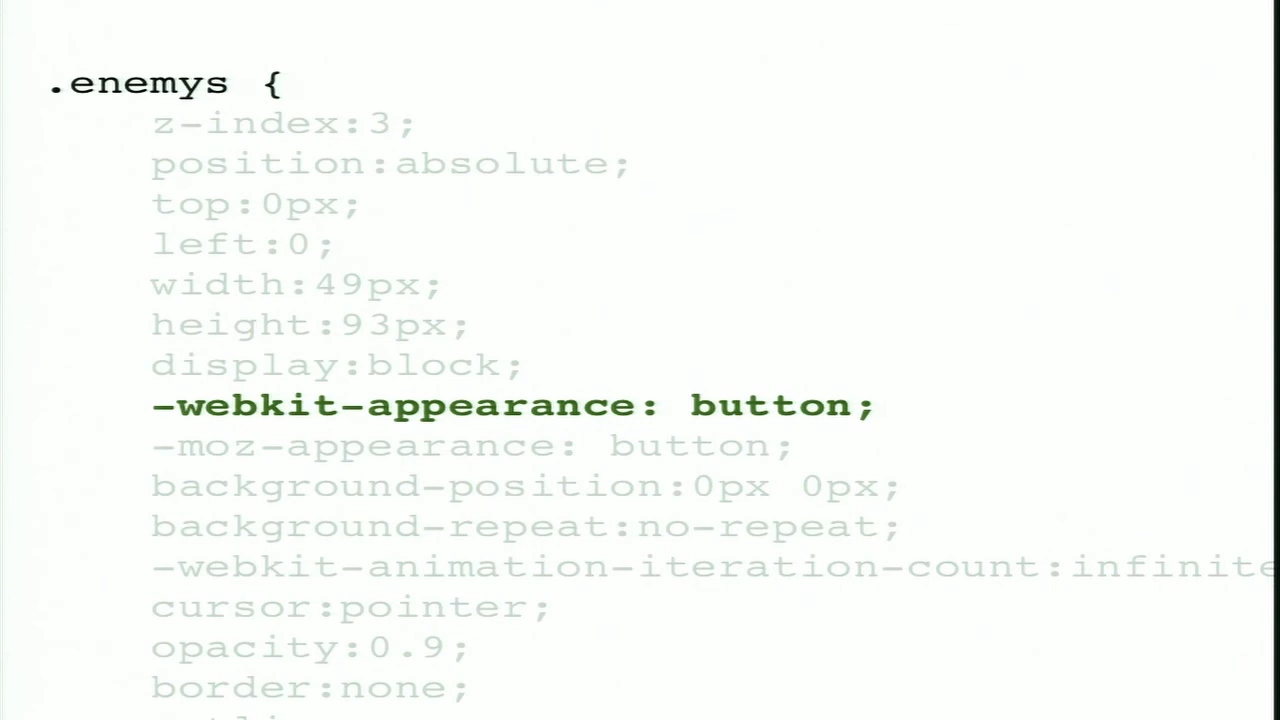 .enemys {
z-index:3;
position:absolute;
top:0px;
left:0;
width:49px;
height:93px;
display:block;
-webkit-appearance: button;
-moz-appearance: button;
background-position:0px 0px;
background-repeat:no-repeat;
-webkit-animation-iteration-count:infinite
cursor:pointer;
opacity:0.9;
border:none;